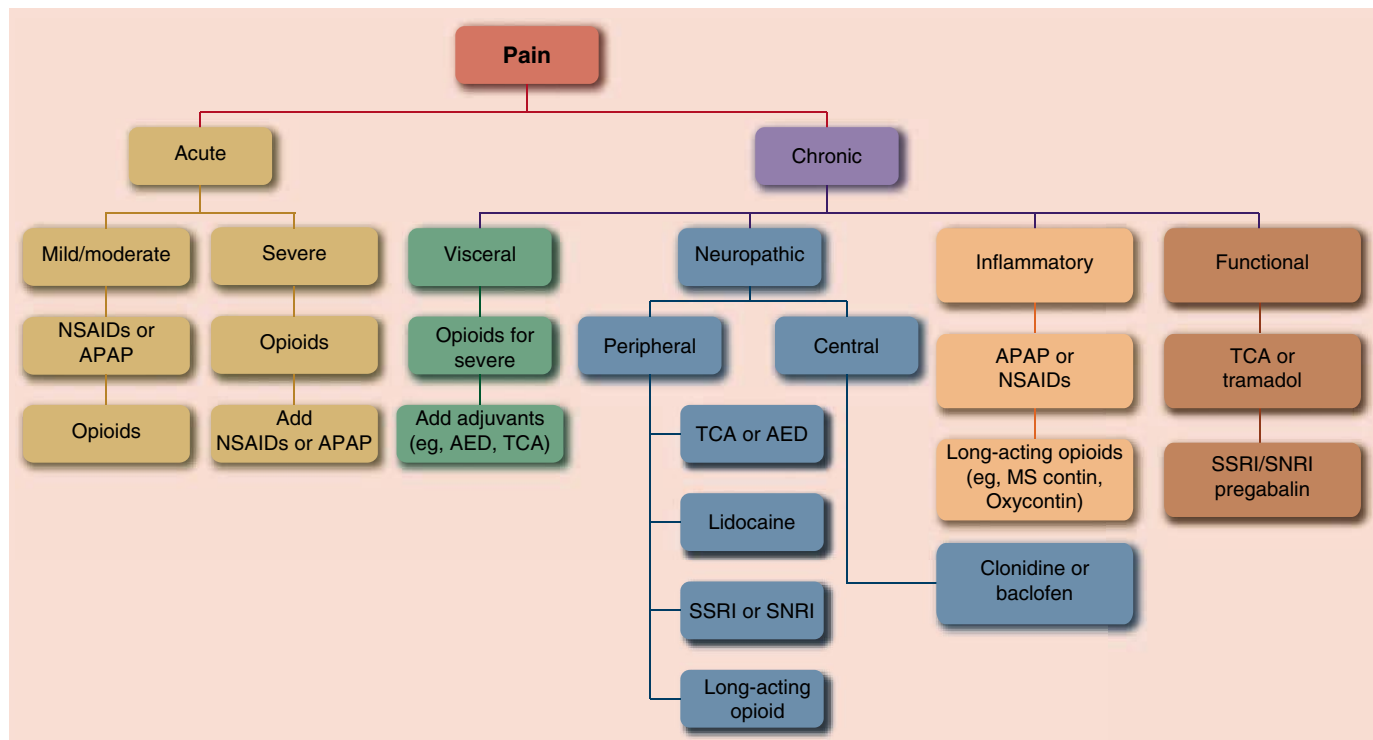 Pain
Acute
Chronic
Mild/moderate
Severe
Visceral
Neuropathic
Inflammatory
Functional
NSAIDs or
APAP
Opioids
Opioids for
severe
Peripheral
Central
APAP or
NSAIDs
TCA or
tramadol
Opioids
Add
NSAIDs or APAP
Add adjuvants
(eg, AED, TCA)
TCA or AED
Long-acting opioids
(eg, MS contin,
Oxycontin)
SSRI/SNRI
pregabalin
Lidocaine
Clonidine or
baclofen
SSRI or SNRI
Long-acting
opioid